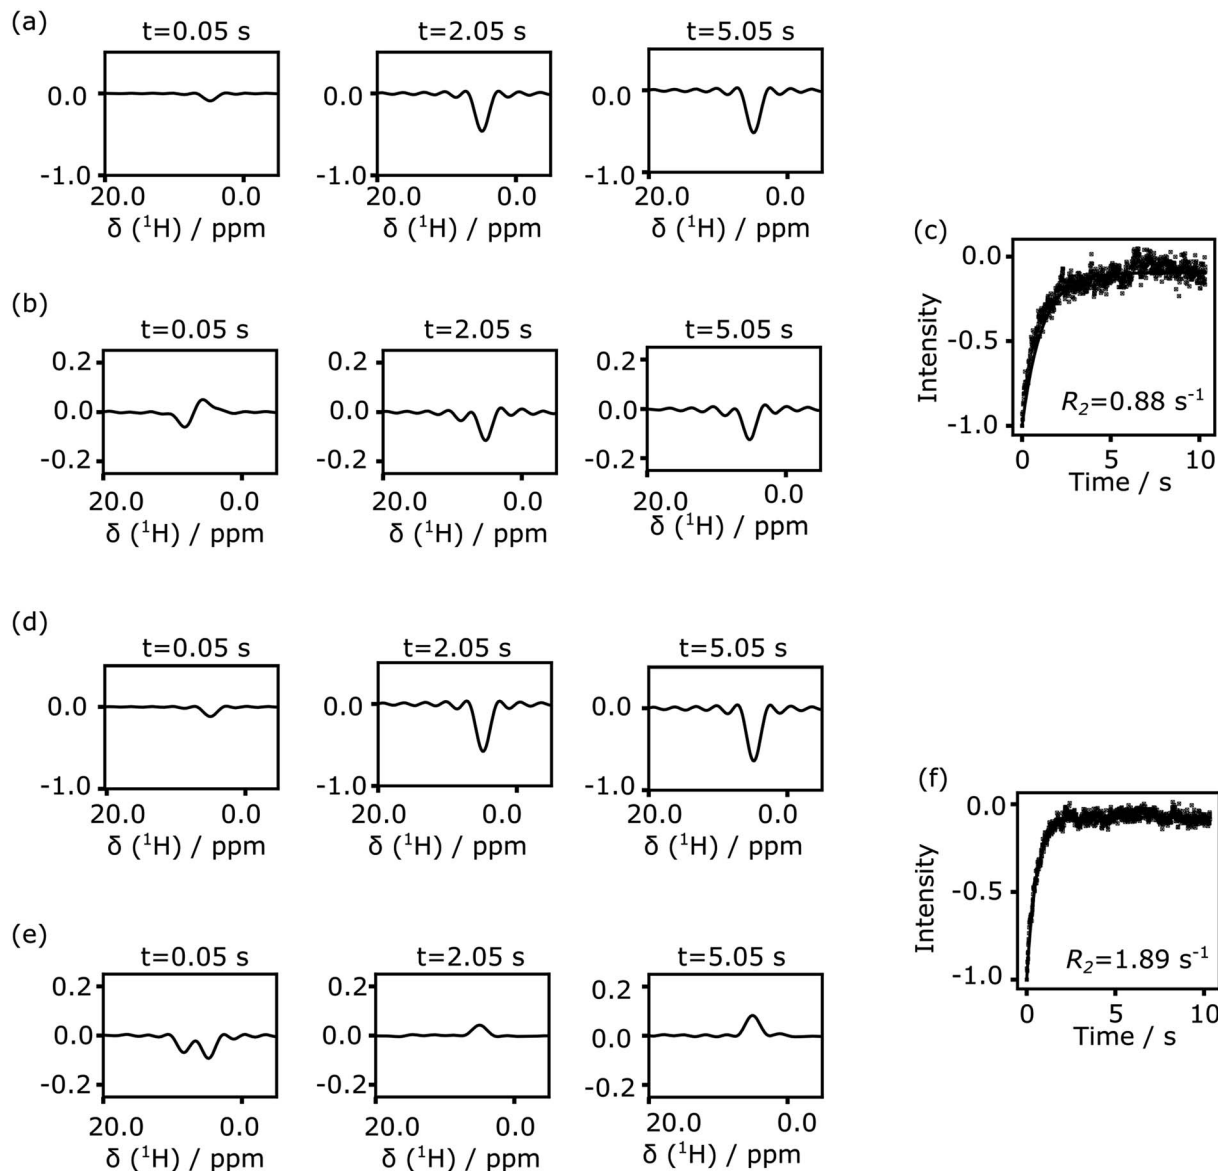 (a)
t=0.05 s t=2.05 s t=5.05 s
0.0 0.0 0.0
-1.0 -1.0 -1.0
20.0 0.0 20.0 0.0 20.0 0.0
δ (¹H) / ppm δ (¹H) / ppm δ (¹H) / ppm
(b)
t=0.05 s t=2.05 s t=5.05 s
0.2 0.2 0.2
0.0 0.0 0.0
-0.2 -0.2 -0.2
20.0 0.0 20.0 0.0 20.0 0.0
δ (¹H) / ppm δ (¹H) / ppm δ (¹H) / ppm
(c)
0.0
-0.5
-1.0
Intensity
R₂=0.88 s⁻¹
0 5 10
Time / s
(d)
t=0.05 s t=2.05 s t=5.05 s
0.0 0.0 0.0
-1.0 -1.0 -1.0
20.0 0.0 20.0 0.0 20.0 0.0
δ (¹H) / ppm δ (¹H) / ppm δ (¹H) / ppm
(e)
t=0.05 s t=2.05 s t=5.05 s
0.2 0.2 0.2
0.0 0.0 0.0
-0.2 -0.2 -0.2
20.0 0.0 20.0 0.0 20.0 0.0
δ (¹H) / ppm δ (¹H) / ppm δ (¹H) / ppm
(f)
0.0
-0.5
-1.0
Intensity
R₂=1.89 s⁻¹
0 5 10
Time / s